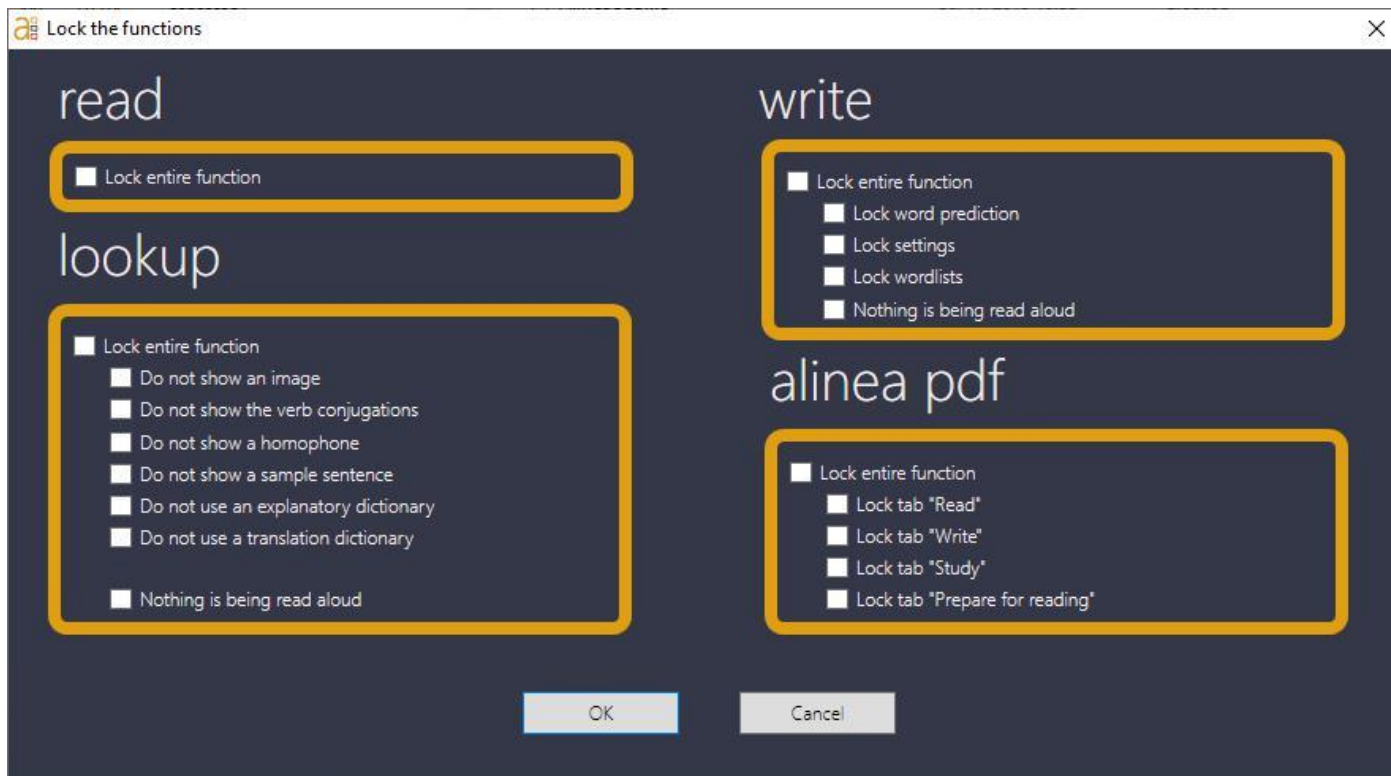 Lock the functions
read
Lock entire function
lookup
Lock entire function
Do not show an image
Do not show the verb conjugations
Do not show a homophone
Do not show a sample sentence
Do not use an explanatory dictionary
Do not use a translation dictionary
Nothing is being read aloud
write
Lock entire function
Lock word prediction
Lock settings
Lock wordlists
Nothing is being read aloud
alinea pdf
Lock entire function
Lock tab "Read"
Lock tab "Write"
Lock tab "Study"
Lock tab "Prepare for reading"
OK
Cancel